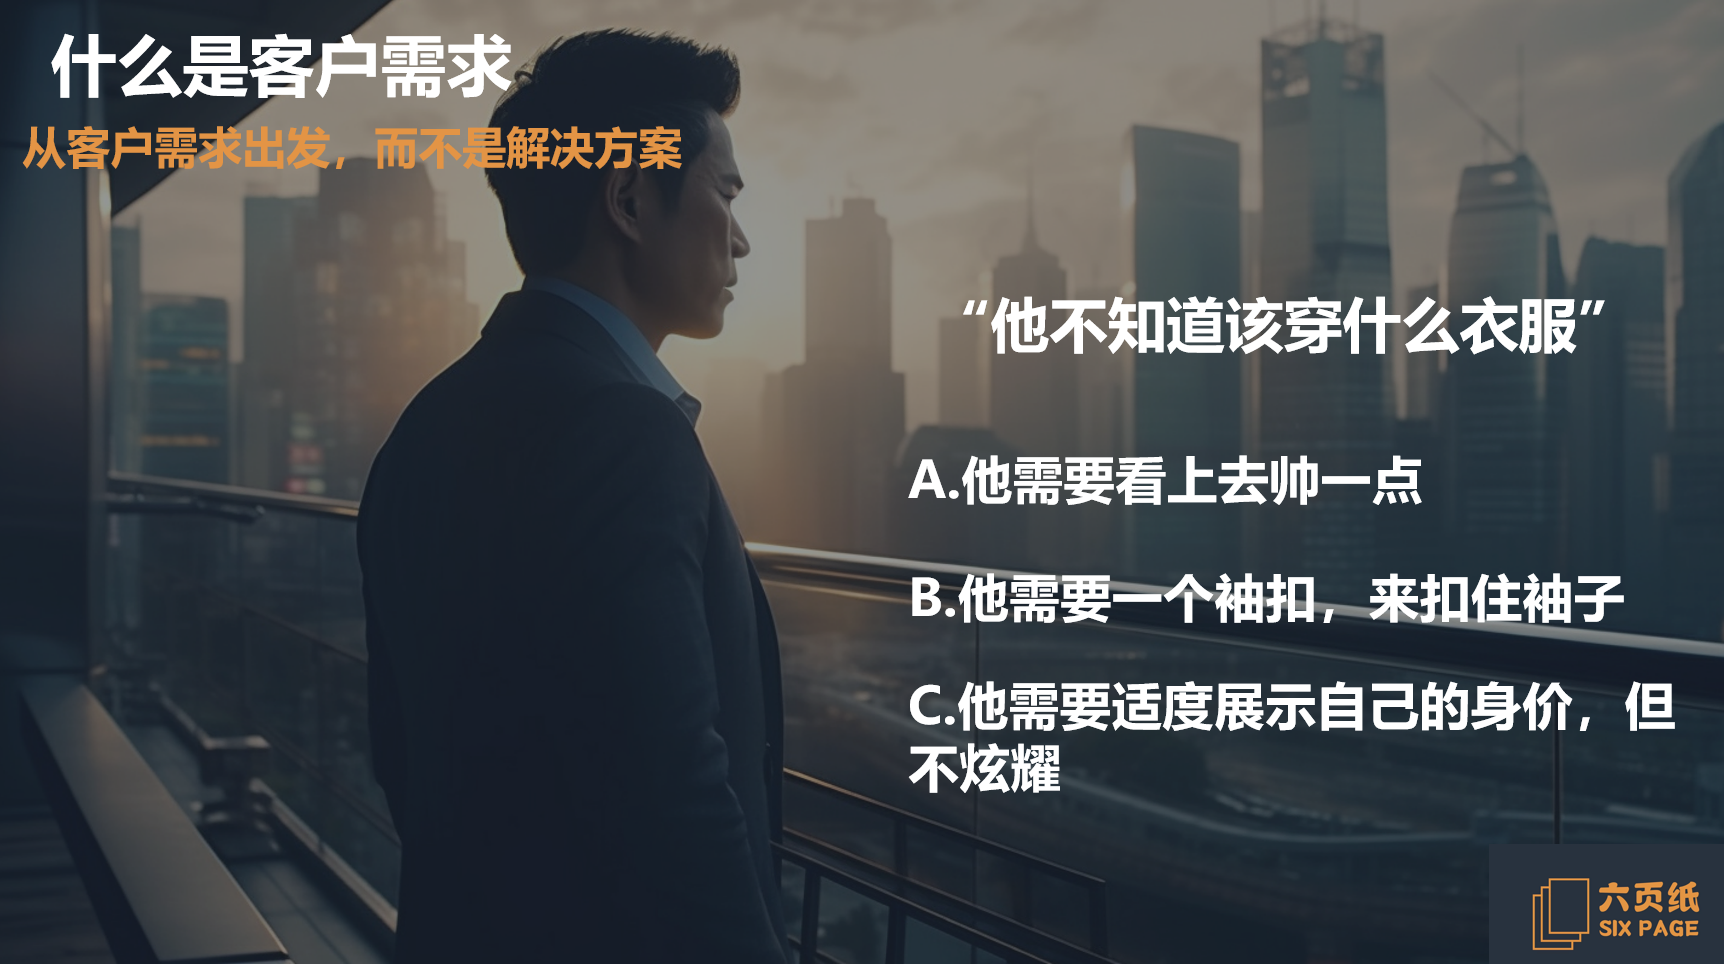 什么是客户需求
从客户需求出发，而不是解决方案
“他不知道该穿什么衣服”
A.他需要看上去帅一点
B.他需要一个袖扣，来扣住袖子
C.他需要适度展示自己的身价，但
不炫耀
六页纸
SIX PAGE